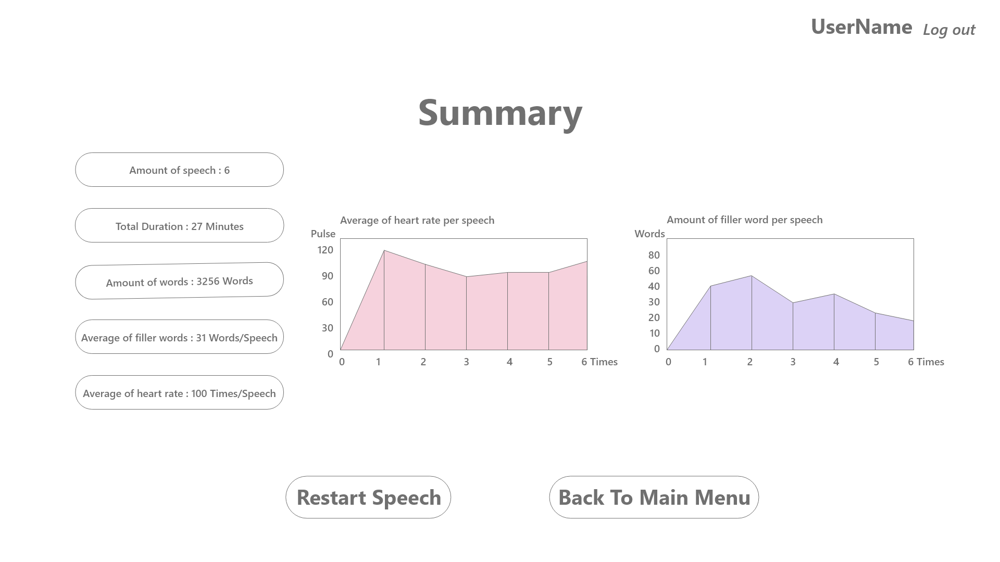 UserName Log out
Summary
Amount of speech : 6
Total Duration : 27 Minutes
Amount of words : 3256 Words
Average of filler words : 31 Words/Speech
Average of heart rate : 100 Times/Speech
Average of heart rate per speech
Pulse
120
90
60
30
0
0 1 2 3 4 5 6 Times
Amount of filler word per speech
Words
80
60
40
30
20
10
0
0 1 2 3 4 5 6 Times
Restart Speech
Back To Main Menu